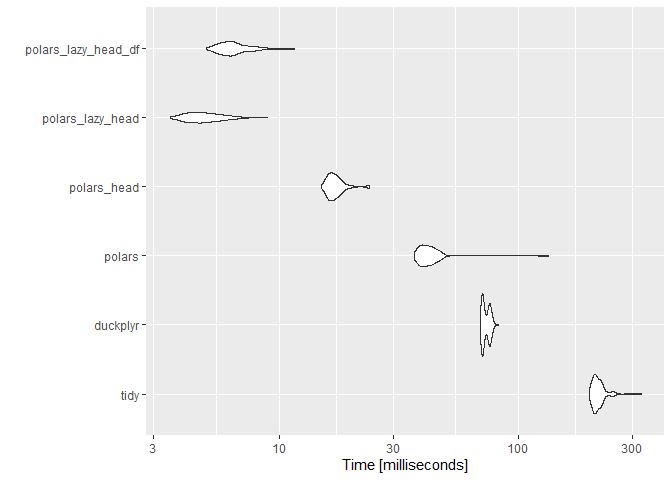 polars_lazy_head_df
polars_lazy_head
polars_head
polars
duckplyr
tidy
3 10 30 100 300
Time [milliseconds]